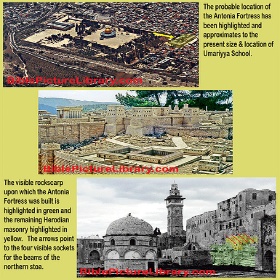 The probable location of
the Antonia Fortress has
been highlighted and
approximates to the
present size & location of
Umariyya School.
BiblePictureLibrary.com
BiblePictureLibrary.com
The visible rockscarp
upon which the Antonia
Fortress was built is
highlighted in green and
the remaining Herodian
masonry highlighted in
yellow. The arrows point
to the four visible sockets
for the beams of the
northern stoa.
BiblePictureLibrary.com